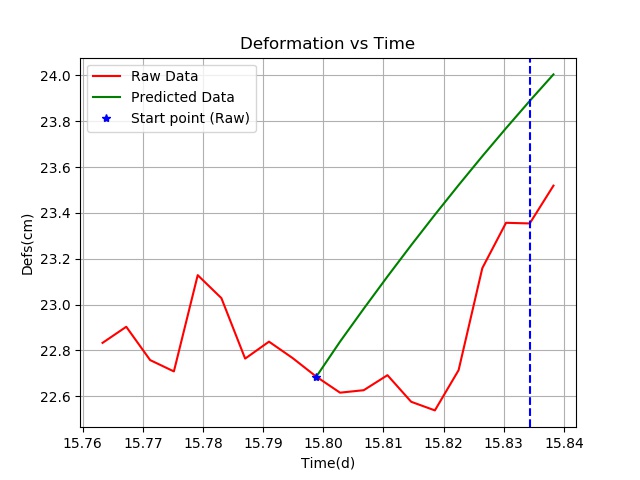 Deformation vs Time
Raw Data
Predicted Data
Start point (Raw)
24.0
23.8
23.6
23.4
23.2
23.0
22.8
22.6
Defs(cm)
15.76 15.77 15.78 15.79 15.80 15.81 15.82 15.83 15.84
Time(d)